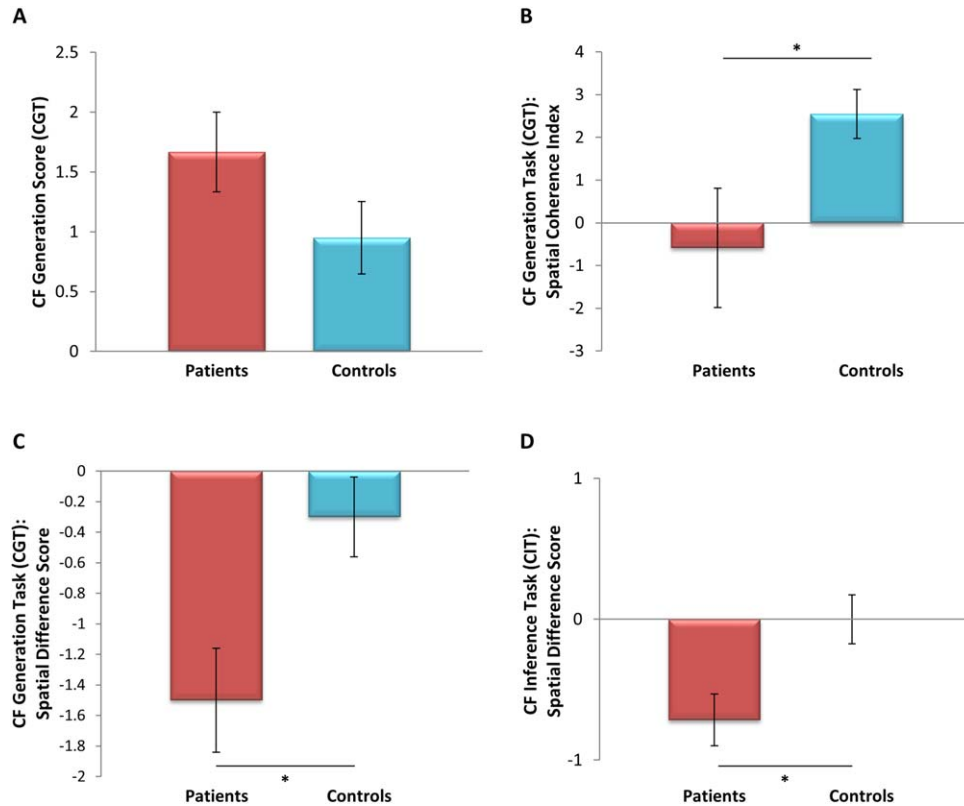 A
CF Generation Score (CGT)
2.5
2
1.5
1
0.5
0
Patients Controls
B
CF Generation Task (CGT):
Spatial Coherence Index
4
3
2
1
0
-1
-2
-3
*
Patients Controls
C
CF Generation Task (CGT):
Spatial Difference Score
0
-0.2
-0.4
-0.6
-0.8
-1
-1.2
-1.4
-1.6
-1.8
-2
*
Patients Controls
D
CF Inference Task (CIT):
Spatial Difference Score
1
0
-1
*
Patients Controls